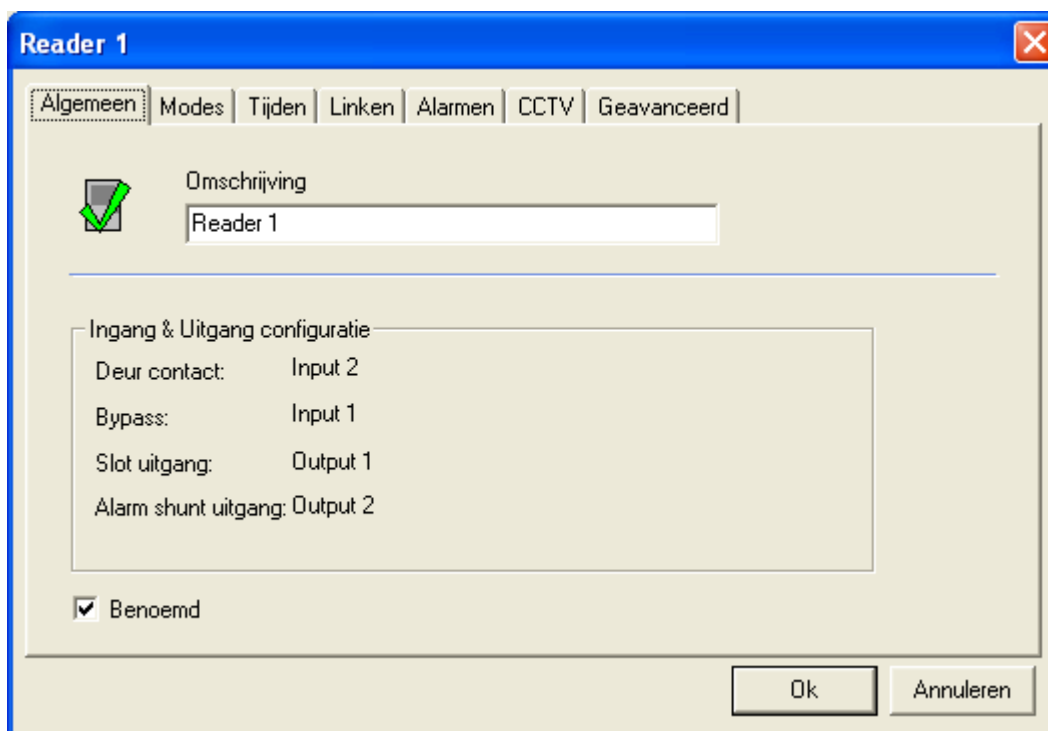 Reader 1
Algemeen Modes Tijden Linken Alarmen CCTV Geavanceerd
Omschrijving
Reader 1
Ingang & Uitgang configuratie
Deur contact: Input 2
Bypass: Input 1
Slot uitgang: Output 1
Alarm shunt uitgang: Output 2
Benoemd
Ok Annuleren